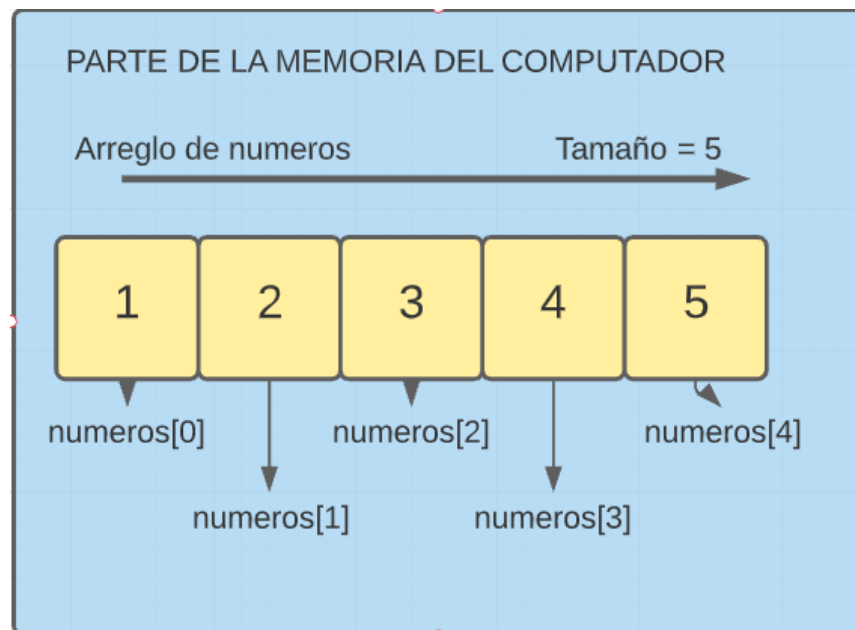 PARTE DE LA MEMORIA DEL COMPUTADOR
Arreglo de numeros Tamaño = 5
1 2 3 4 5
numeros[0] numeros[2] numeros[4]
numeros[1] numeros[3]